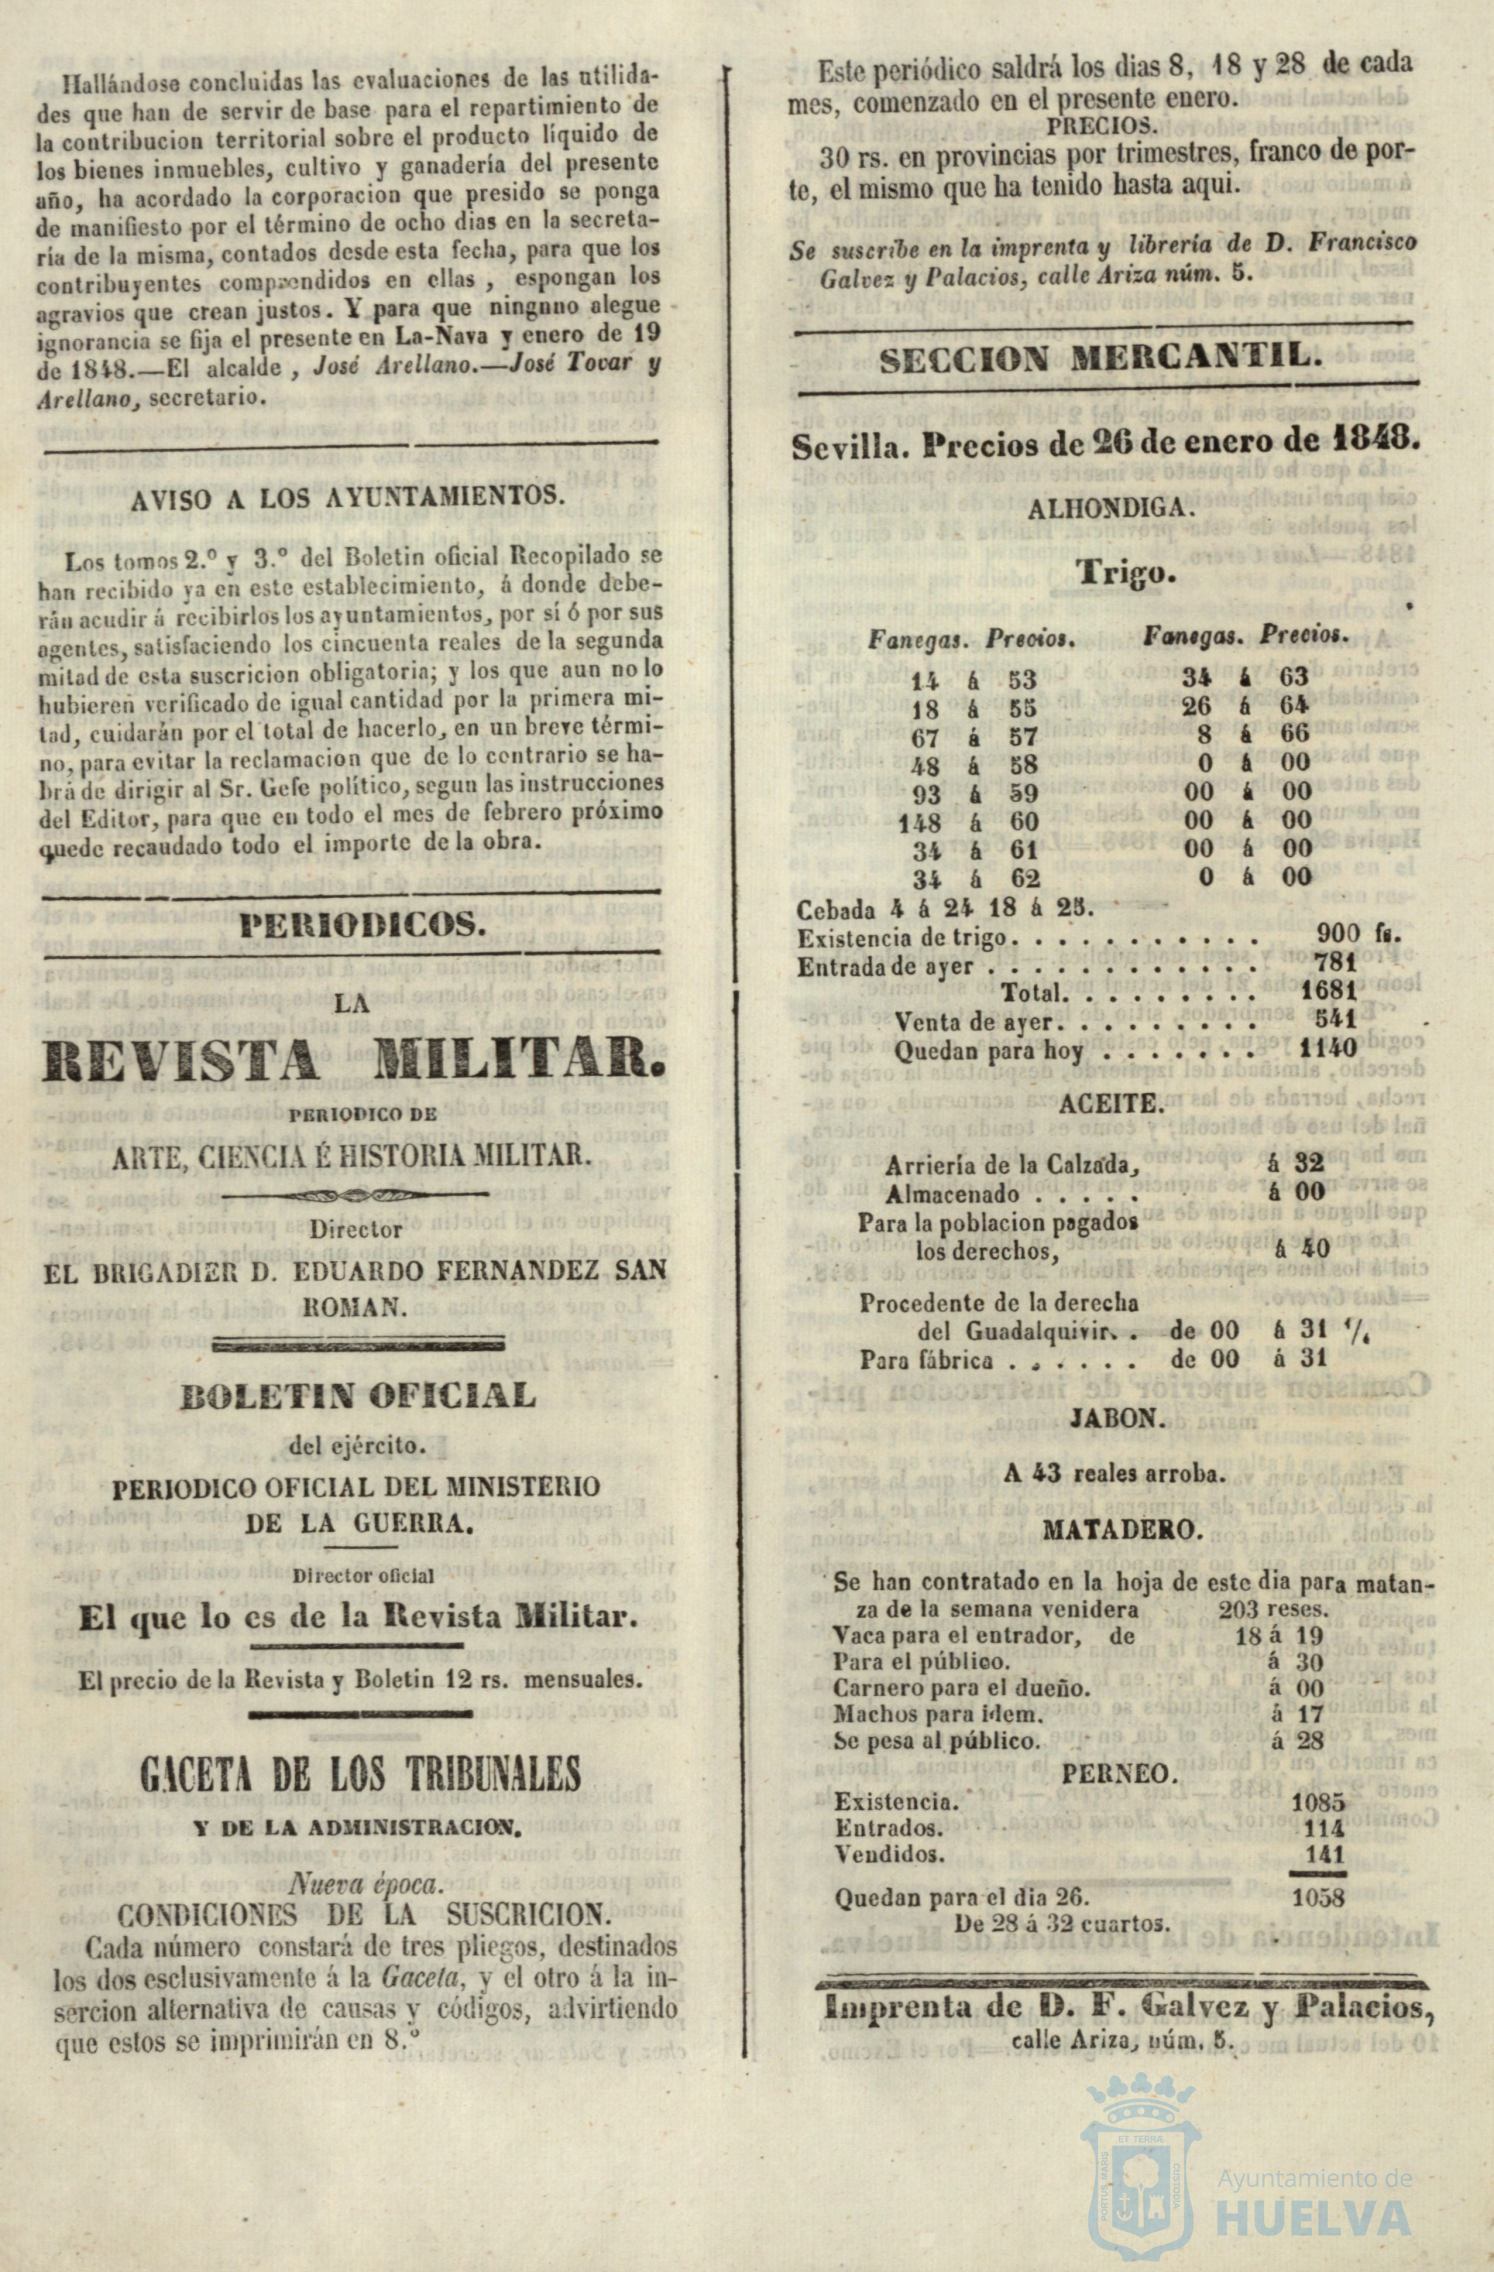 Hallándose concluidas las evaluaciones de las utilida-
des que han de servir de base para el repartimiento de
la contribucion territorial sobre el producto líquido de
los bienes inmuebles, cultivo y ganadería del presente
año, ha acordado la corporacion que presido se ponga
de manifiesto por el término de ocho dias en la secreta-
ría de la misma, contados desde esta fecha, para que los
contribuyentes comprendidos en ellas , espongan los
agravios que crean justos. Y para que ningnno alegue
ignorancia se fija el presente en La-Nava y enero de 19
de 1848.—El alcalde , José Arellano.—José Tovar y
Arellano, secretario.
AVISO A LOS AYUNTAMIENTOS.
Los tomos 2.º y 3.º del Boletin oficial Recopilado se
han recibido ya en este establecimiento, á donde debe-
rán acudir á recibirlos los ayuntamientos, por sí ó por sus
agentes, satisfaciendo los cincuenta reales de la segunda
mitad de esta suscricion obligatoria; y los que aun no lo
hubieren verificado de igual cantidad por la primera mi-
tad, cuidarán por el total de hacerlo, en un breve térmi-
no, para evitar la reclamacion que de lo contrario se ha-
brá de dirigir al Sr. Gefe político, segun las instrucciones
del Editor, para que en todo el mes de febrero próximo
quede recaudado todo el importe de la obra.
PERIODICOS.
LA
REVISTA MILITAR.
PERIODICO DE
ARTE, CIENCIA É HISTORIA MILITAR.
Director
EL BRIGADIER D. EDUARDO FERNANDEZ SAN
ROMAN.
BOLETIN OFICIAL
del ejército.
PERIODICO OFICIAL DEL MINISTERIO
DE LA GUERRA.
Director oficial
El que lo es de la Revista Militar.
El precio de la Revista y Boletin 12 rs. mensuales.
GACETA DE LOS TRIBUNALES
Y DE LA ADMINISTRACION.
Nueva época.
CONDICIONES DE LA SUSCRICION.
Cada número constará de tres pliegos, destinados
los dos esclusivamente á la Gaceta, y el otro á la in-
sercion alternativa de causas y códigos, advirtiendo
que estos se imprimirán en 8.º
Este periódico saldrá los dias 8, 18 y 28 de cada
mes, comenzado en el presente enero.
PRECIOS.
30 rs. en provincias por trimestres, franco de por-
te, el mismo que ha tenido hasta aqui.
Se suscribe en la imprenta y librería de D. Francisco
Galvez y Palacios, calle Ariza núm. 5.
SECCION MERCANTIL.
Sevilla. Precios de 26 de enero de 1848.
ALHONDIGA.
Trigo.
Fanegas. Precios. Fanegas. Precios.
14 á 53 34 á 63
18 á 55 26 á 64
67 á 57 8 á 66
48 á 58 0 á 00
93 á 59 00 á 00
148 á 60 00 á 00
34 á 61 00 á 00
34 á 62 0 á 00
Cebada 4 á 24 18 á 25.
Existencia de trigo. . . . . . . . . . . 900 fs.
Entrada de ayer . . . . . . . . . . . . 781
Total. . . . . . . . . 1681
Venta de ayer. . . . . . . . . 541
Quedan para hoy . . . . . . . 1140
ACEITE.
Arriería de la Calzada, á 32
Almacenado . . . . . á 00
Para la poblacion pagados
los derechos, á 40
Procedente de la derecha
del Guadalquivir. . de 00 á 31
Para fábrica . . . . . . de 00 á 31
JABON.
A 43 reales arroba.
MATADERO.
Se han contratado en la hoja de este dia para matan-
za de la semana venidera 203 reses.
Vaca para el entrador, de 18 á 19
Para el público. á 30
Carnero para el dueño. á 00
Machos para idem. á 17
Se pesa al público. á 28
PERNEO.
Existencia. 1085
Entrados. 114
Vendidos. 141
Quedan para el dia 26. 1058
De 28 á 32 cuartos.
Imprenta de D. F. Galvez y Palacios,
calle Ariza, núm. 5.
ET TERRÆ
PORTUS MARIS
CUSTODIA
Ayuntamiento de
HUELVA